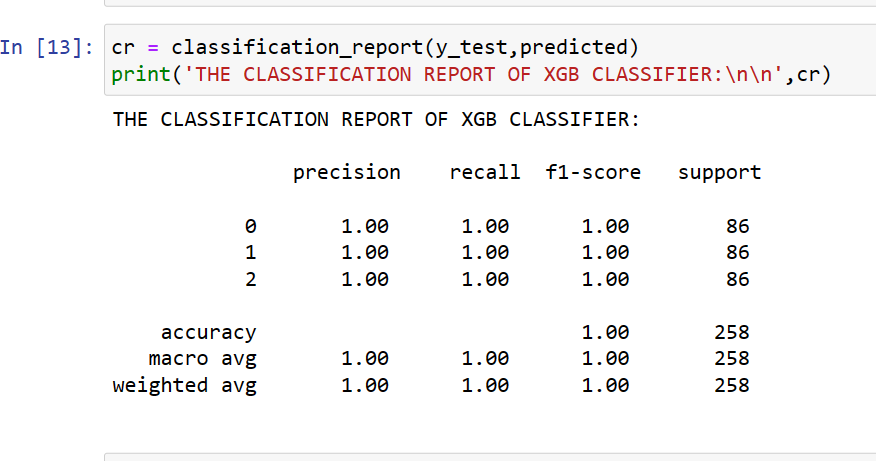 In [13]: cr = classification_report(y_test,predicted)
print('THE CLASSIFICATION REPORT OF XGB CLASSIFIER:\n\n',cr)
THE CLASSIFICATION REPORT OF XGB CLASSIFIER:
precision recall f1-score support
0 1.00 1.00 1.00 86
1 1.00 1.00 1.00 86
2 1.00 1.00 1.00 86
accuracy 1.00 258
macro avg 1.00 1.00 1.00 258
weighted avg 1.00 1.00 1.00 258